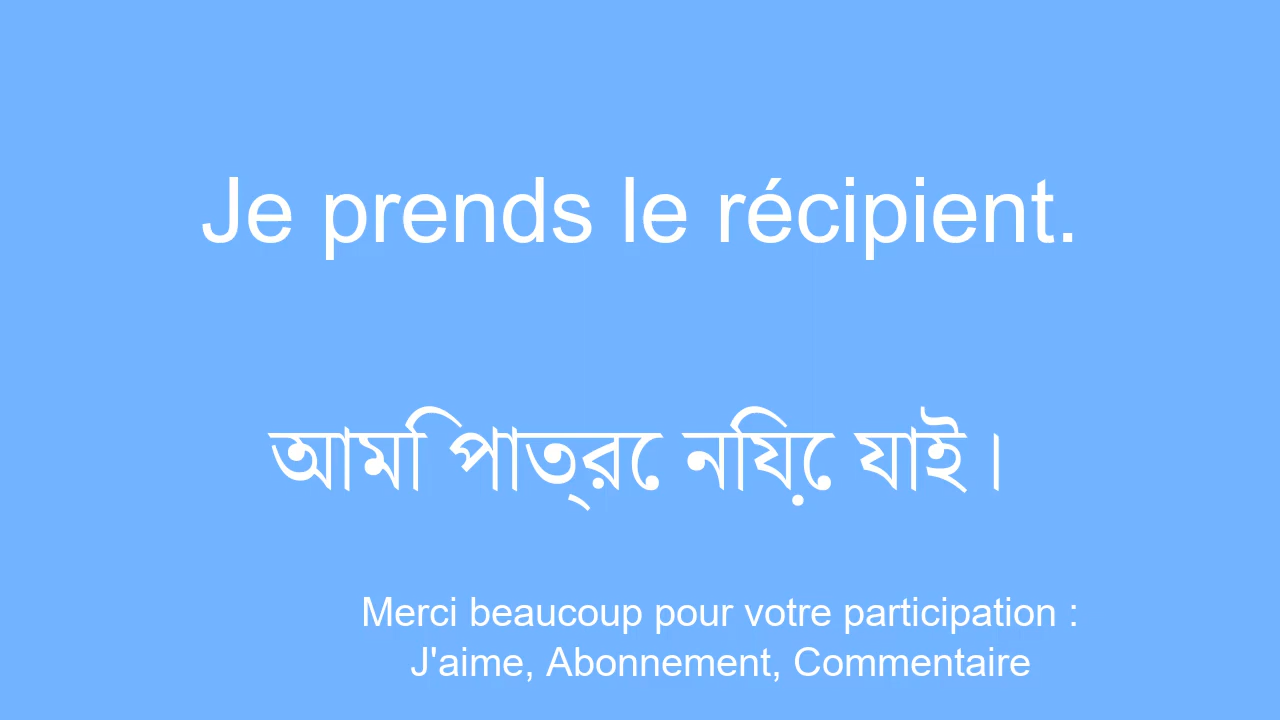 Je prends le récipient.
আমি পাত্রে নিয়ে যাই।
Merci beaucoup pour votre participation :
J'aime, Abonnement, Commentaire